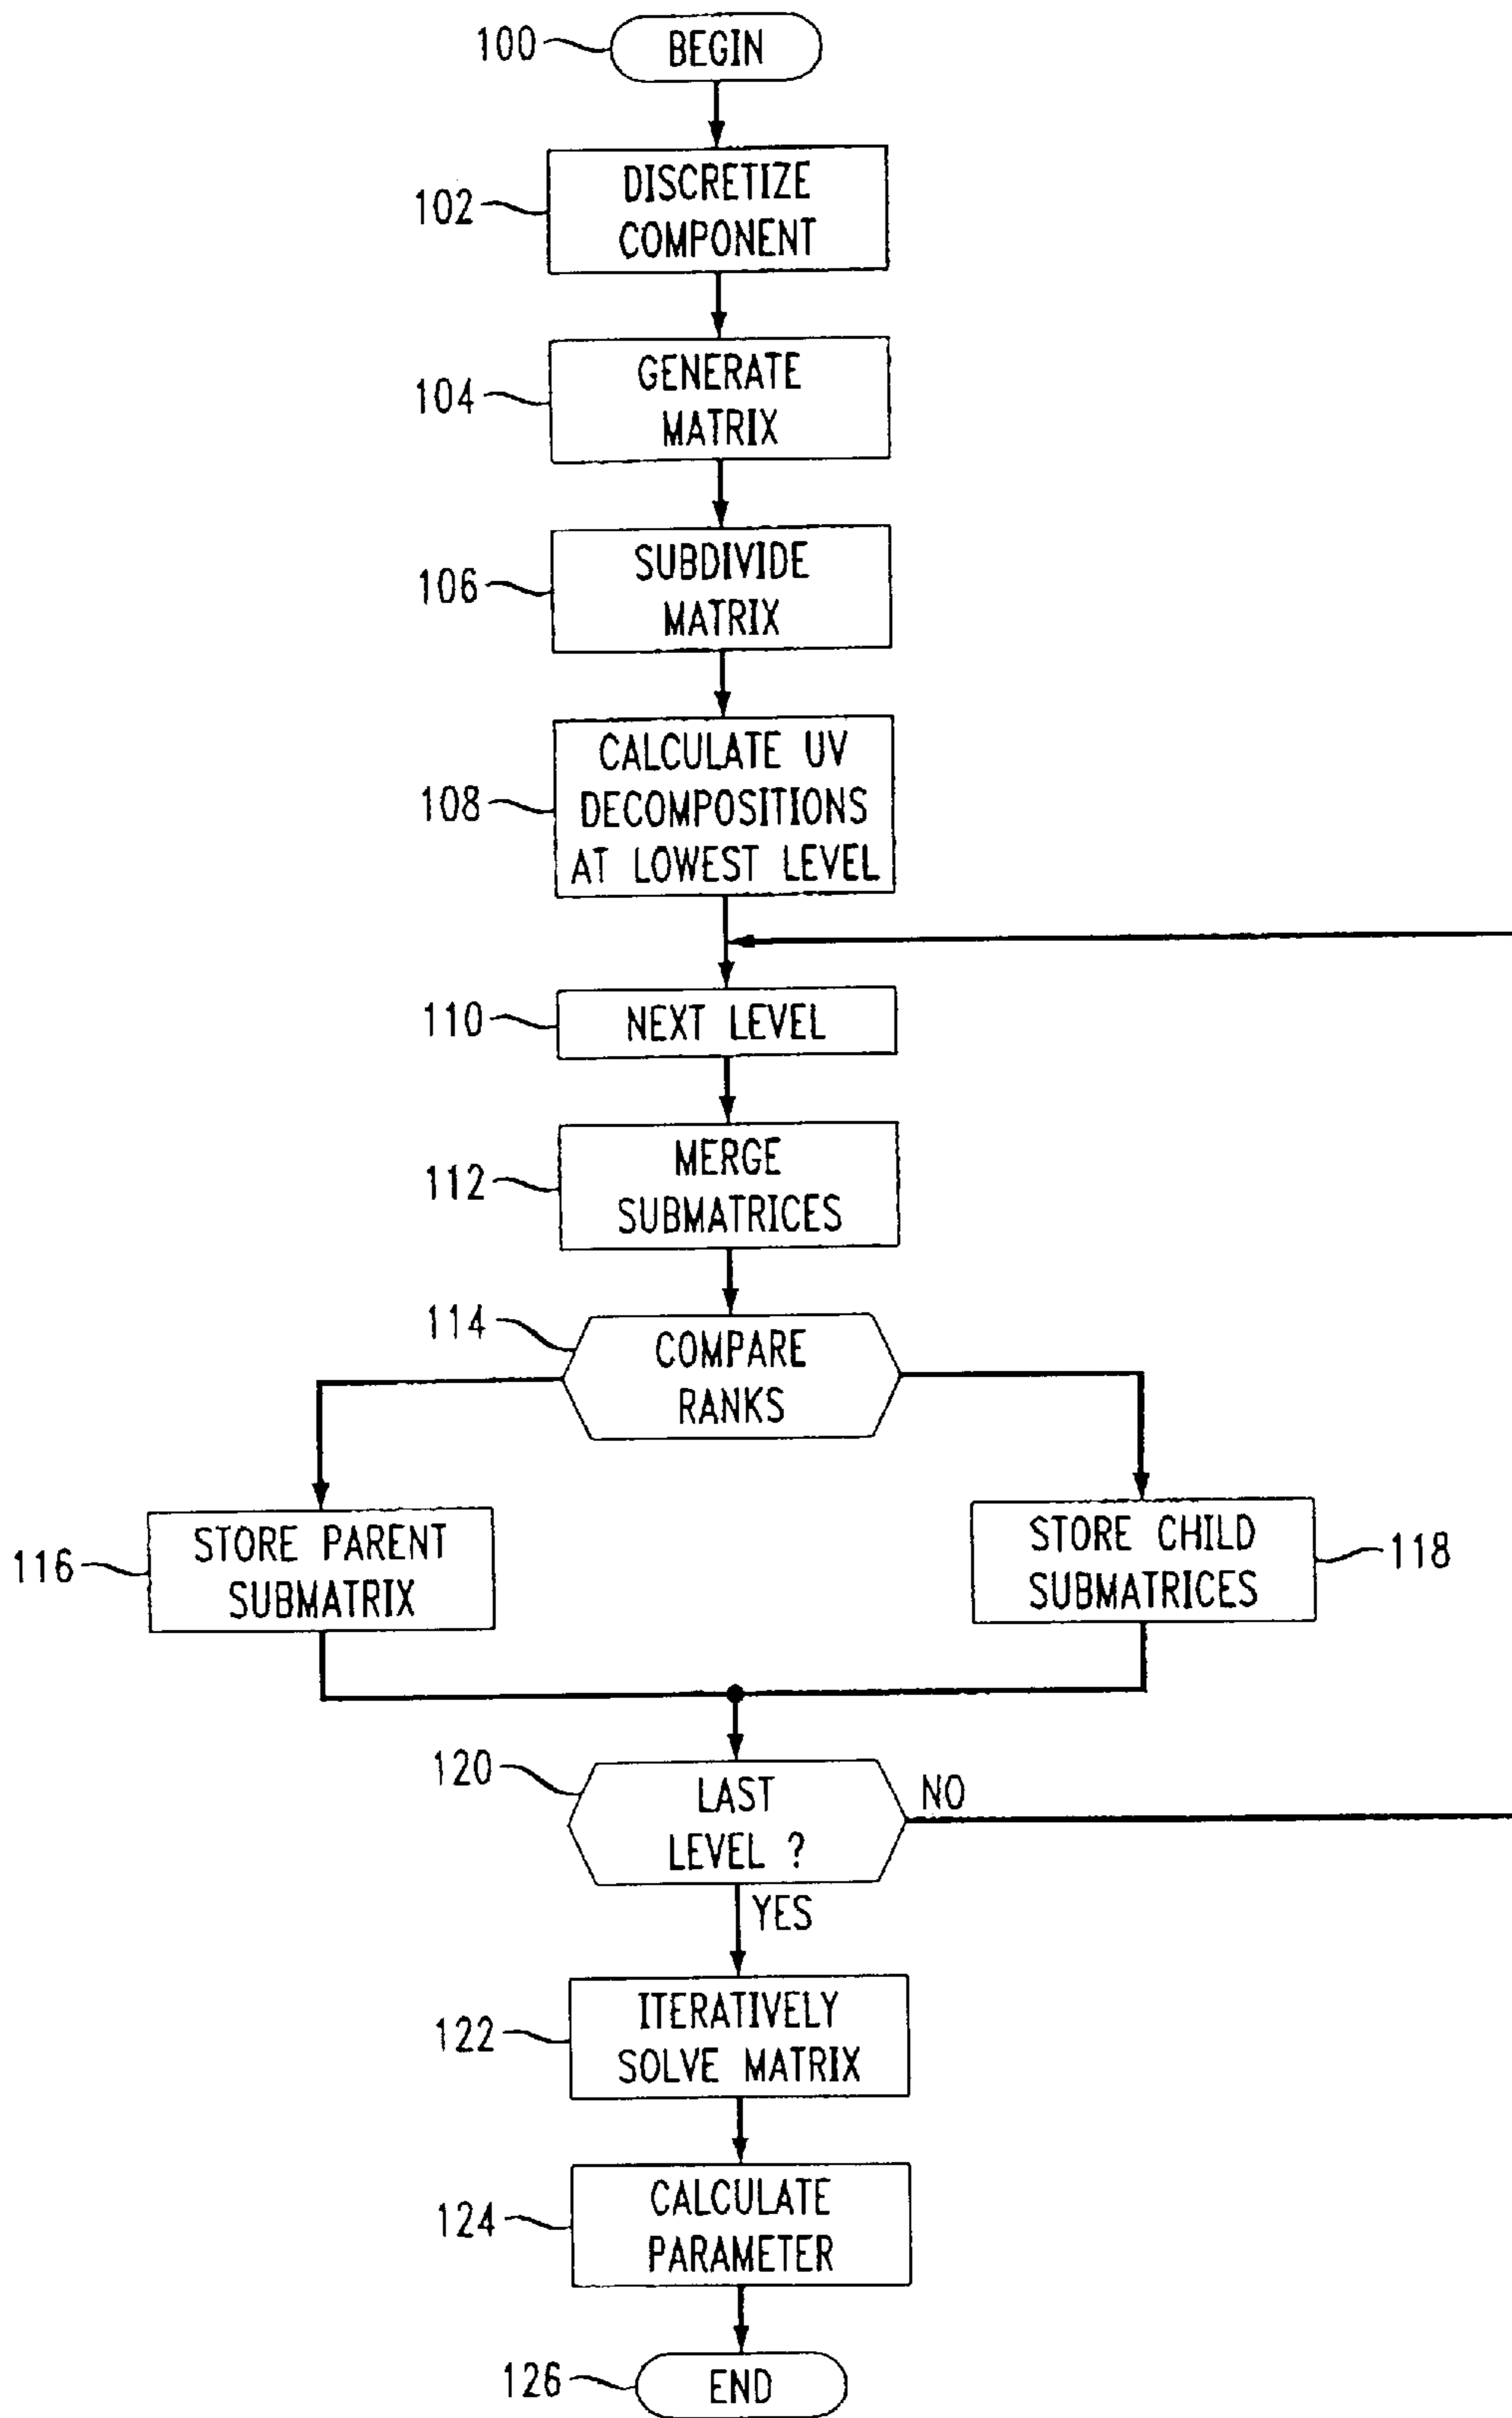 100
BEGIN
102
DISCRETIZE
COMPONENT
104
GENERATE
MATRIX
106
SUBDIVIDE
MATRIX
108
CALCULATE UV
DECOMPOSITIONS
AT LOWEST LEVEL
110
NEXT LEVEL
112
MERGE
SUBMATRICES
114
COMPARE
RANKS
116
STORE PARENT
SUBMATRIX
STORE CHILD
SUBMATRICES
118
120
LAST
LEVEL ?
NO
YES
122
ITERATIVELY
SOLVE MATRIX
124
CALCULATE
PARAMETER
126
END